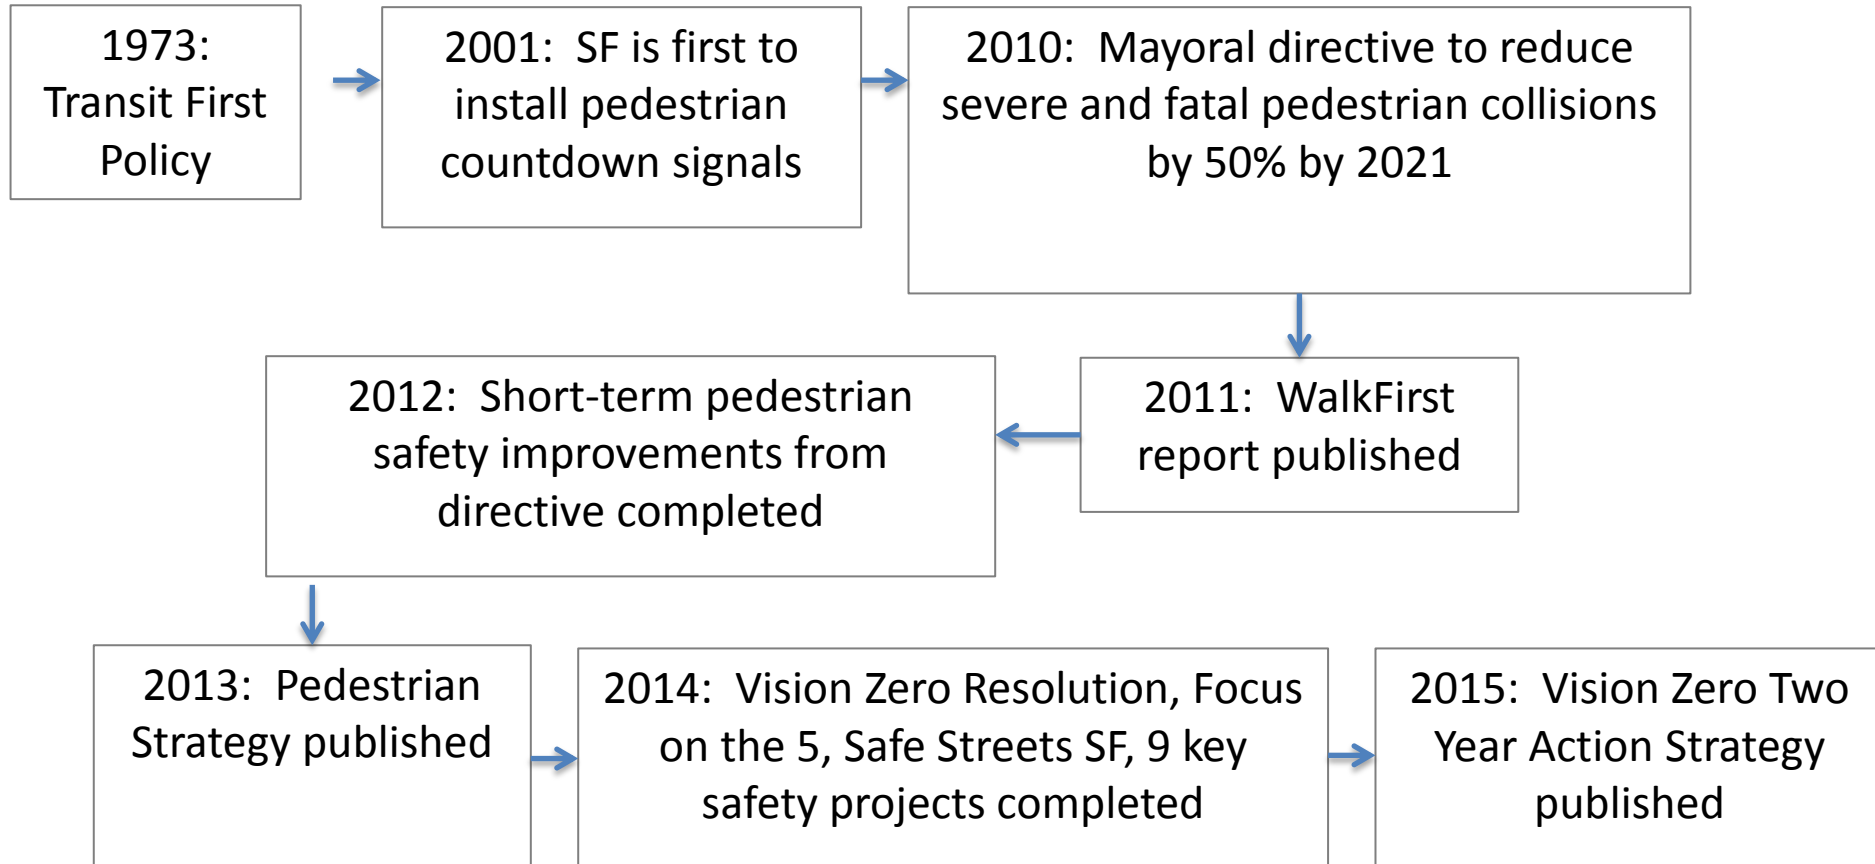 1973:
Transit First
Policy
2001:  SF is first to
install pedestrian
countdown signals
2010:  Mayoral directive to reduce
severe and fatal pedestrian collisions
by 50% by 2021
2011:  WalkFirst
report published
2012:  Short-term pedestrian
safety improvements from
directive completed
2013:  Pedestrian
Strategy published
2014:  Vision Zero Resolution, Focus
on the 5, Safe Streets SF, 9 key
safety projects completed
2015:  Vision Zero Two
Year Action Strategy
published